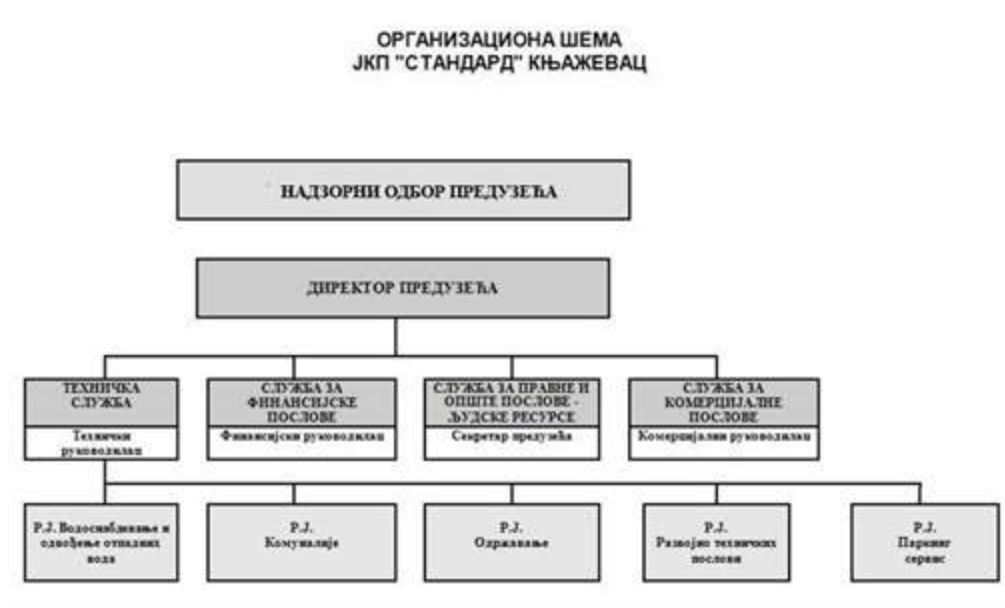 ОРГАНИЗАЦИОНА ШЕМА
ЈКП "СТАНДАРД" КЊАЖЕВАЦ
НАДЗОРНИ ОДБОР ПРЕДУЗЕЋА
ДИРЕКТОР ПРЕДУЗЕЋА
ТЕХНИЧКА
СЛУЖБА
Технички
руководилац
СЛУЖБА ЗА
ФИНАНСИЈСКЕ
ПОСЛОВЕ
Финансијски руководилац
СЛУЖБА ЗА ПРАВНЕ И
ОПШТЕ ПОСЛОВЕ -
ЉУДСКЕ РЕСУРСЕ
Секретар предузећа
СЛУЖБА ЗА
КОМЕРЦИЈАЛНЕ
ПОСЛОВЕ
Комерцијални руководилац
Р.Ј. Водоснабдевање и
одвођење отпадних
вода
Р.Ј.
Комуналије
Р.Ј.
Одржавање
Р.Ј.
Развојно технички
послови
Р.Ј.
Паркинг
сервис